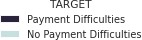 TARGET
Payment Difficulties
No Payment Difficulties